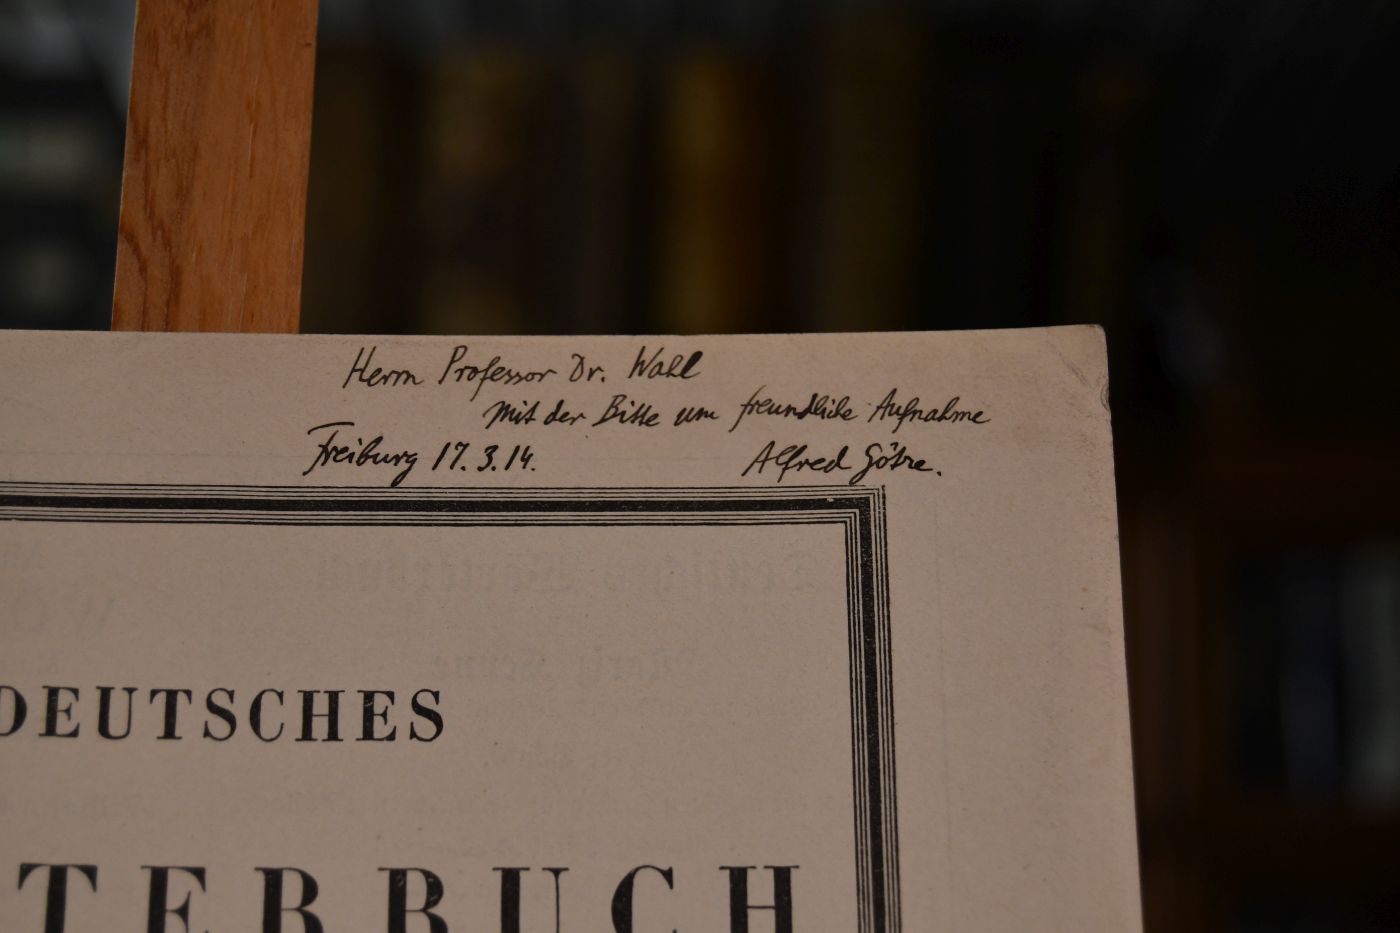 Herrn Professor Dr. Wahl
mit der Bitte um freundliche Aufnahme
Freiburg 17.3.14.
Alfred Götze.
DEUTSCHES
TERBUCH